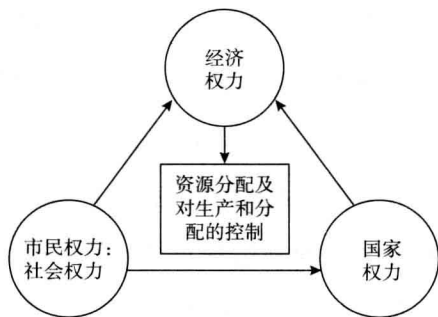 经济
权力
资源分配及
对生产和分
配的控制
市民权力：
社会权力
国家
权力